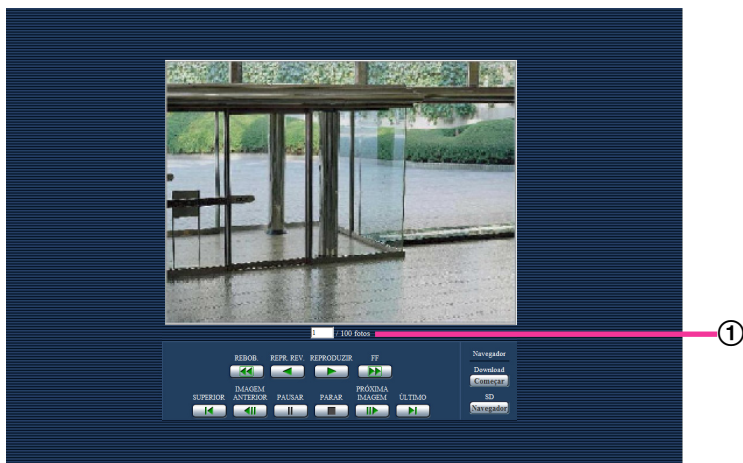 1 / 100 fotos
①
REBOB. REPR. REV. REPRODUZIR FF
SUPERIOR IMAGEM ANTERIOR PAUSAR PARAR PRÓXIMA IMAGEM ÚLTIMO
Navegador
Download
Começar
SD
Navegador